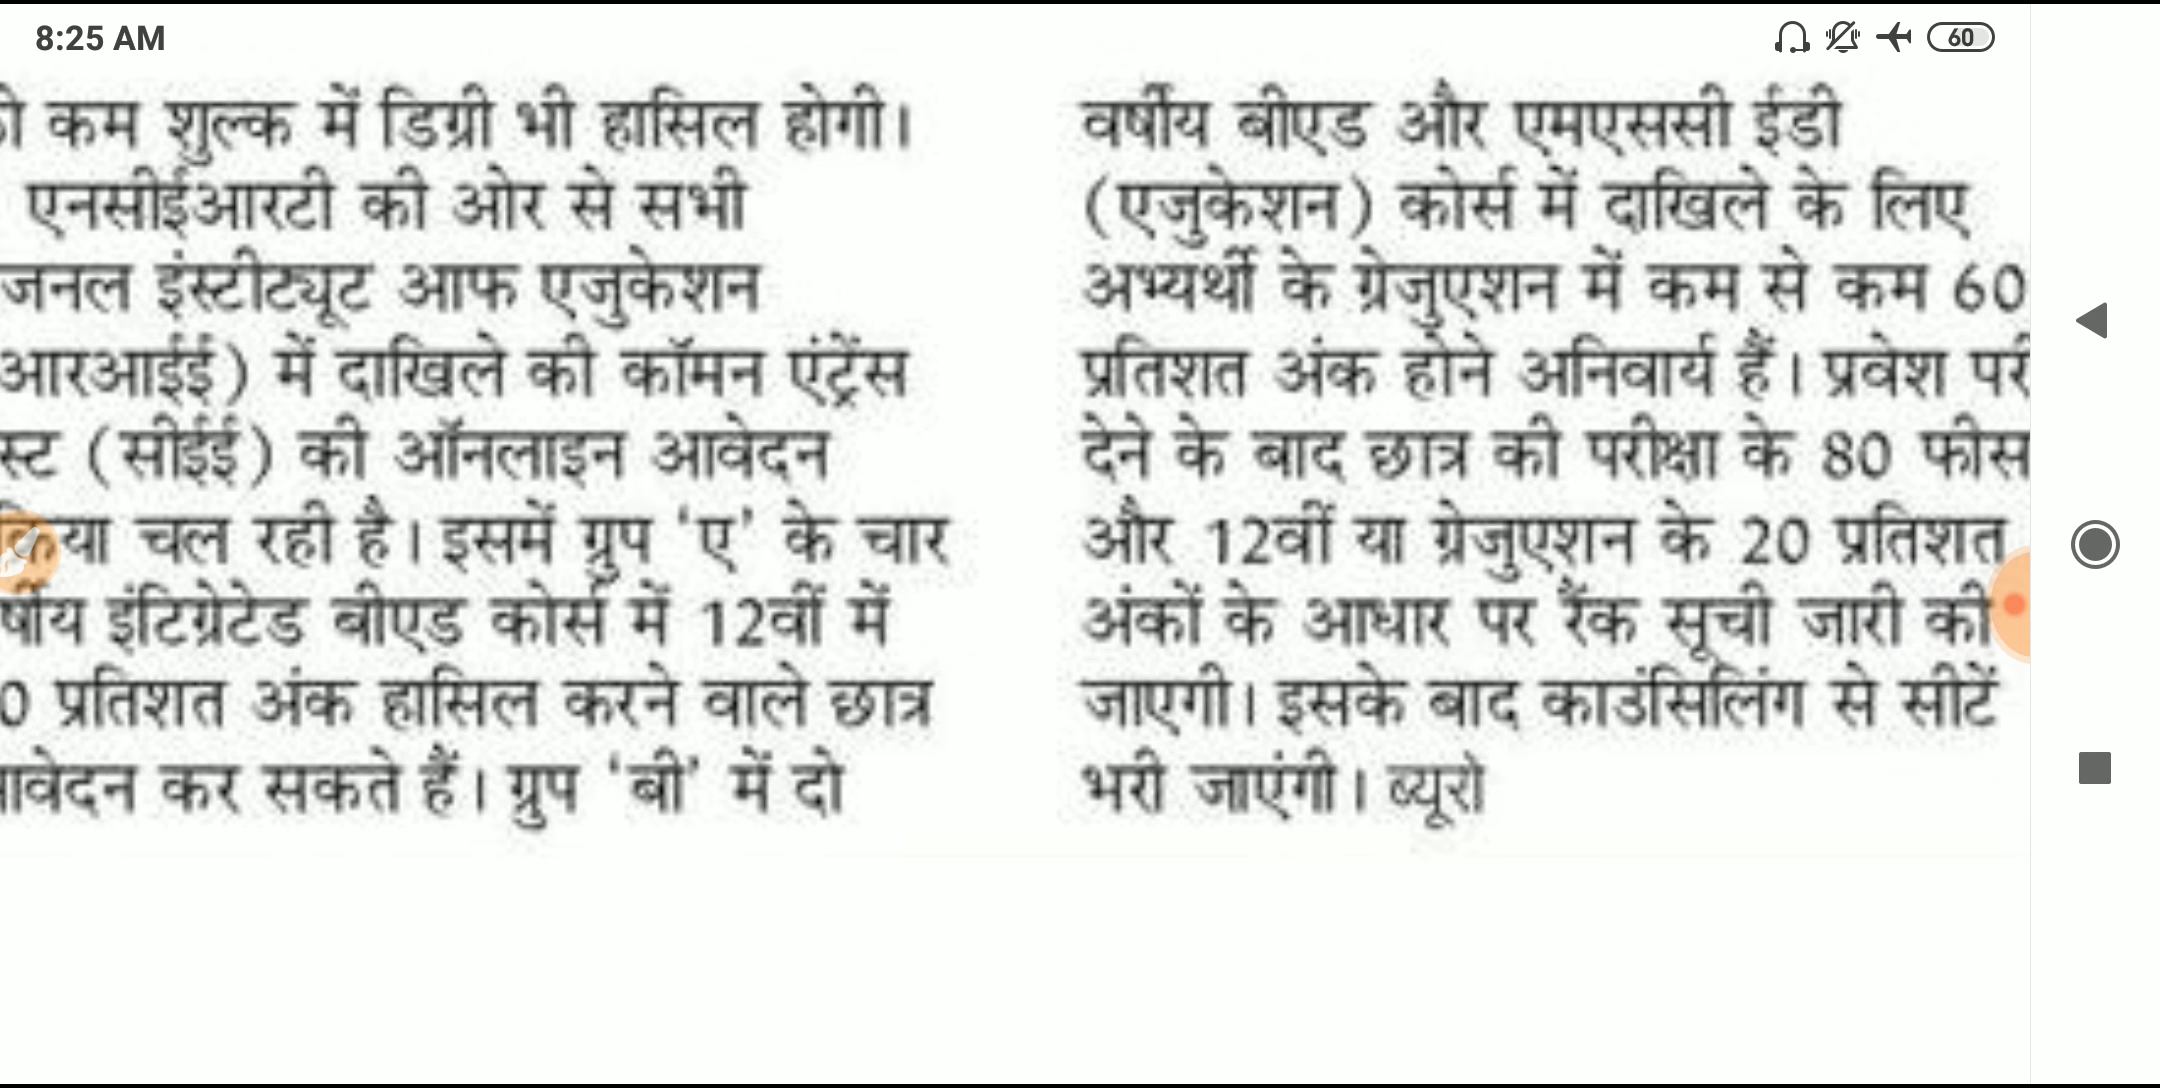 8:25 AM
60
कम शुल्क में डिग्री भी हासिल होगी।
एनसीईआरटी की ओर से सभी
जनल इंस्टीट्यूट आफ एजुकेशन
आरआईई) में दाखिले की कॉमन एंट्रेंस
स्ट (सीईई) की ऑनलाइन आवेदन
चल रही है। इसमें ग्रुप 'ए' के चार
र्षीय इंटिग्रेटेड बीएड कोर्स में 12वीं में
0 प्रतिशत अंक हासिल करने वाले छात्र
आवेदन कर सकते हैं। ग्रुप 'बी' में दो
वर्षीय बीएड और एमएससी ईडी
(एजुकेशन) कोर्स में दाखिले के लिए
अभ्यर्थी के ग्रेजुएशन में कम से कम 60
प्रतिशत अंक होने अनिवार्य हैं। प्रवेश परी
देने के बाद छात्र की परीक्षा के 80 फीस
और 12वीं या ग्रेजुएशन के 20 प्रतिशत
अंकों के आधार पर रैंक सूची जारी की
जाएगी। इसके बाद काउंसिलिंग से सीटें
भरी जाएंगी। ब्यूरो